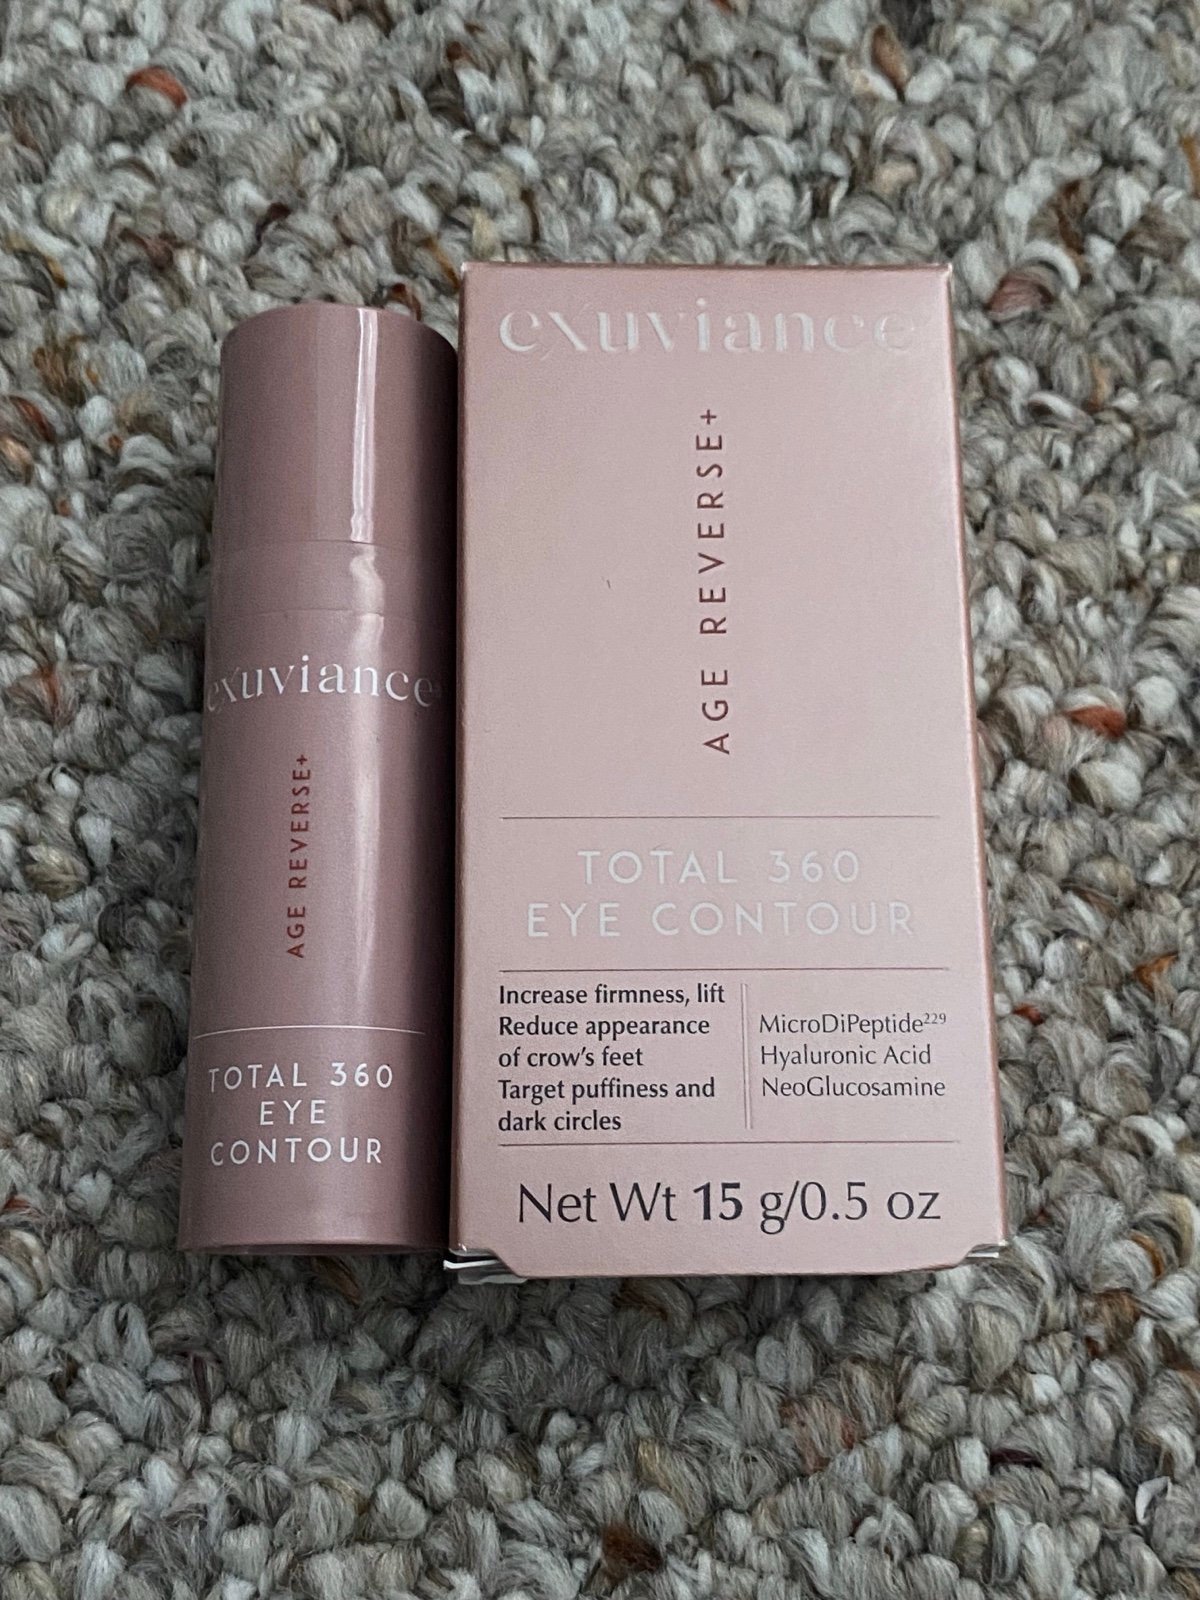 exuviance
AGE REVERSE+
TOTAL 360
EYE
CONTOUR
exuviance
AGE REVERSE+
TOTAL 360
EYE CONTOUR
Increase firmness, lift
Reduce appearance
of crow's feet
Target puffiness and
dark circles
MicroDiPeptide²²⁹
Hyaluronic Acid
NeoGlucosamine
Net Wt 15 g/0.5 oz